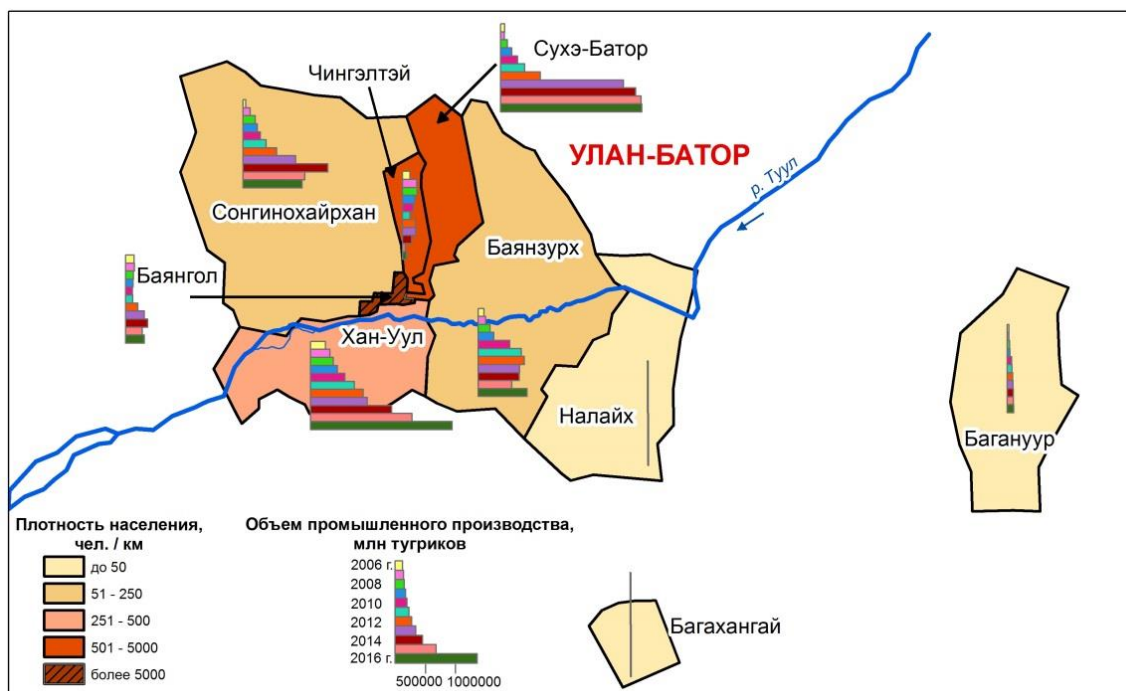 Сухэ-Батор
Чингэлтэй
УЛАН-БАТОР
р. Туул
Сонгинохайрхан
Баянзурх
Баянгол
Хан-Уул
Налайх
Багануур
Плотность населения,
чел. / км
до 50
51 - 250
251 - 500
501 - 5000
более 5000
Объем промышленного производства,
млн тугриков
2006 г.
2008
2010
2012
2014
2016 г.
500000 1000000
Багахангай